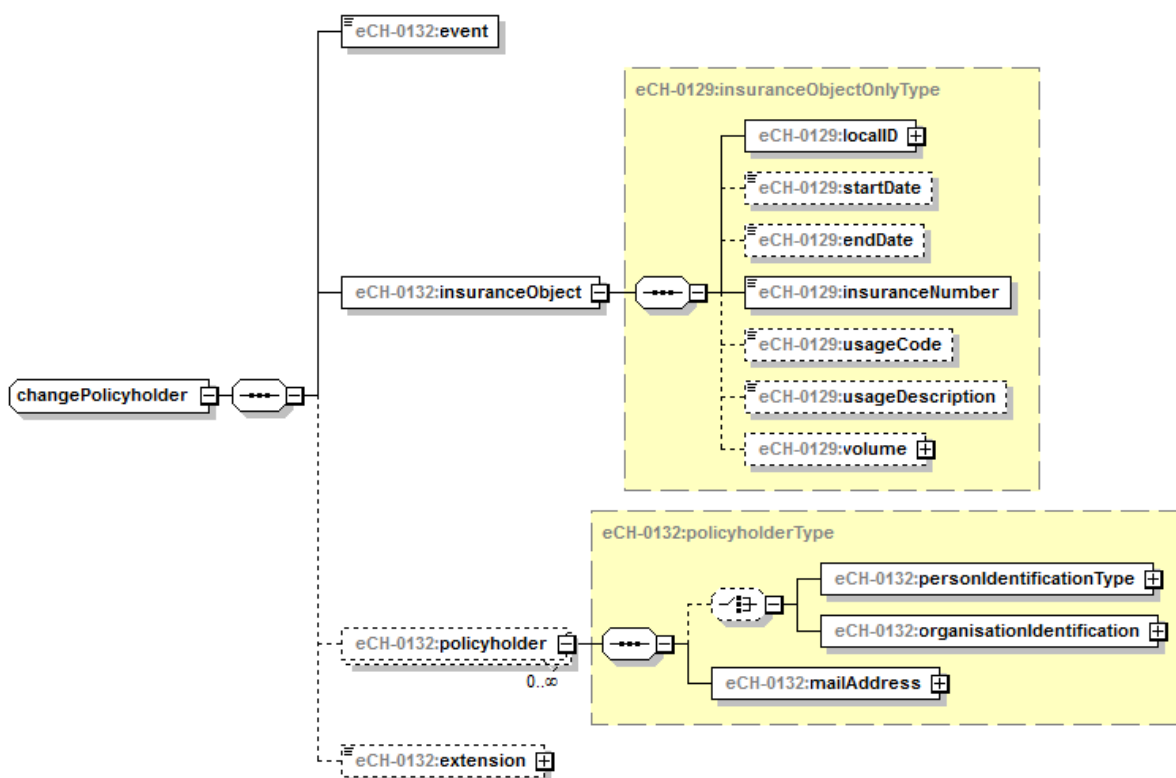 eCH-0132:event
eCH-0129:insuranceObjectOnlyType
eCH-0129:localID
eCH-0129:startDate
eCH-0129:endDate
eCH-0132:insuranceObject
eCH-0129:insuranceNumber
eCH-0129:usageCode
eCH-0129:usageDescription
eCH-0129:volume
changePolicyholder
eCH-0132:policyholderType
eCH-0132:personIdentificationType
eCH-0132:organisationIdentification
eCH-0132:policyholder
0..∞
eCH-0132:mailAddress
eCH-0132:extension